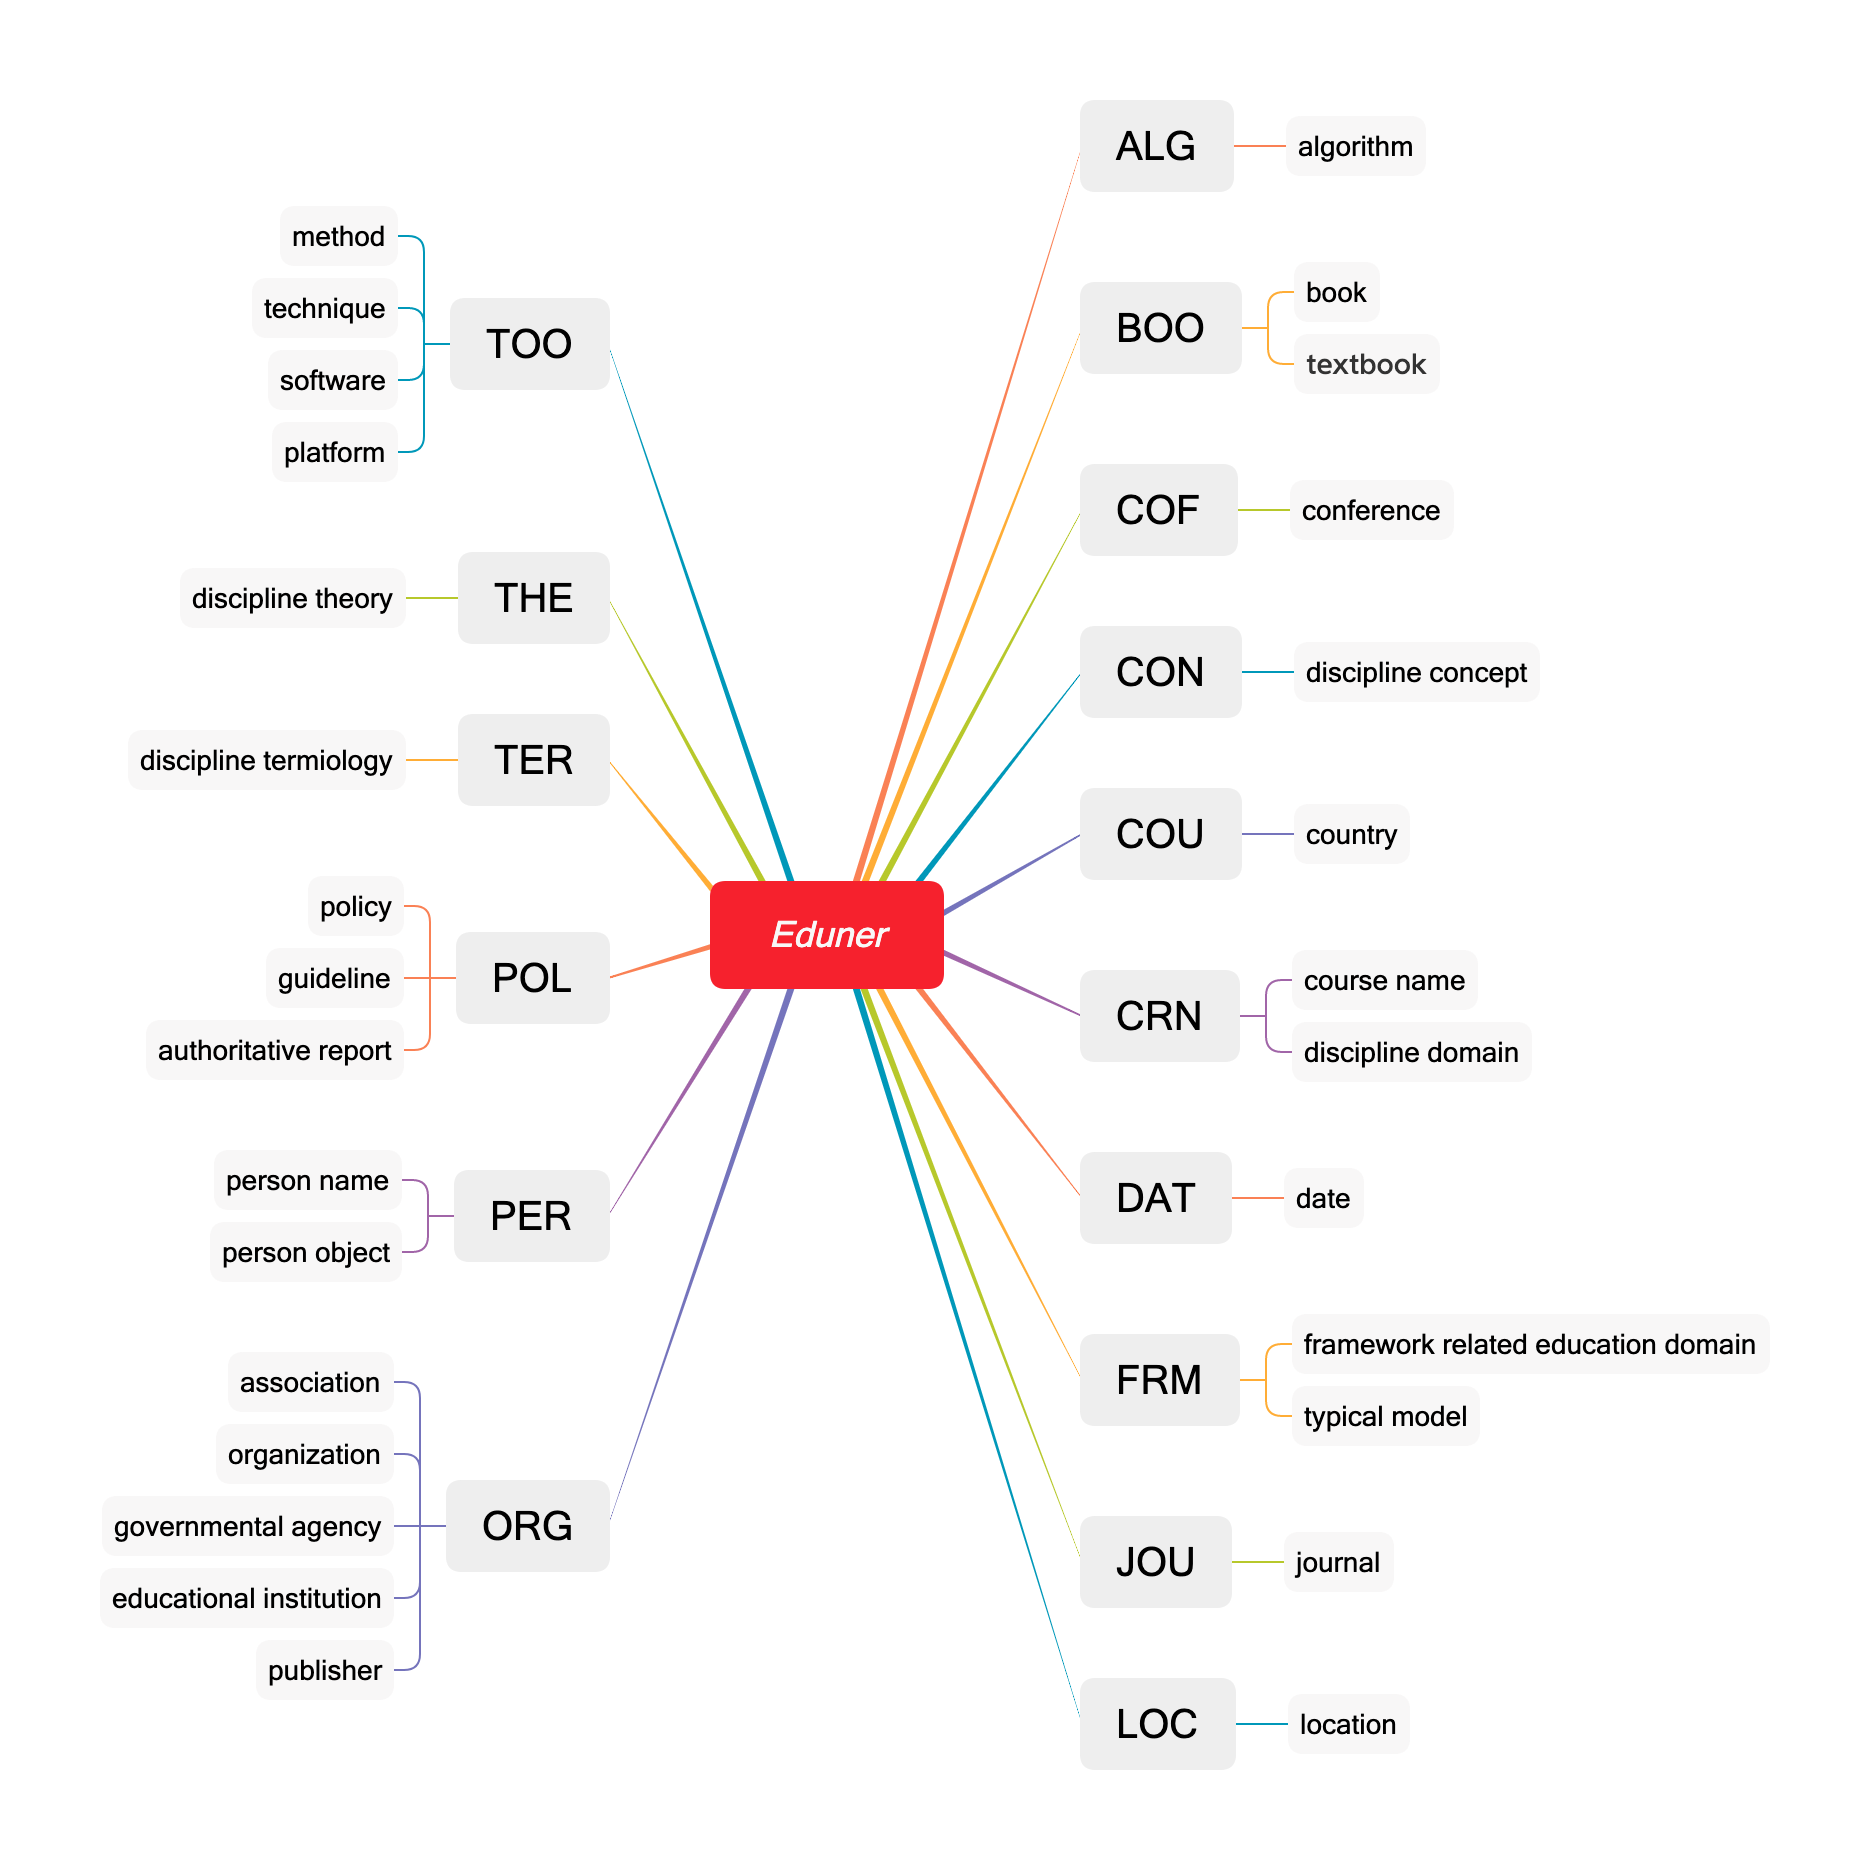 ALG
algorithm
BOO
book
textbook
COF
conference
CON
discipline concept
COU
country
CRN
course name
discipline domain
DAT
date
FRM
framework related education domain
typical model
JOU
journal
LOC
location
Eduner
TOO
method
technique
software
platform
THE
discipline theory
TER
discipline termiology
POL
policy
guideline
authoritative report
PER
person name
person object
ORG
association
organization
governmental agency
educational institution
publisher